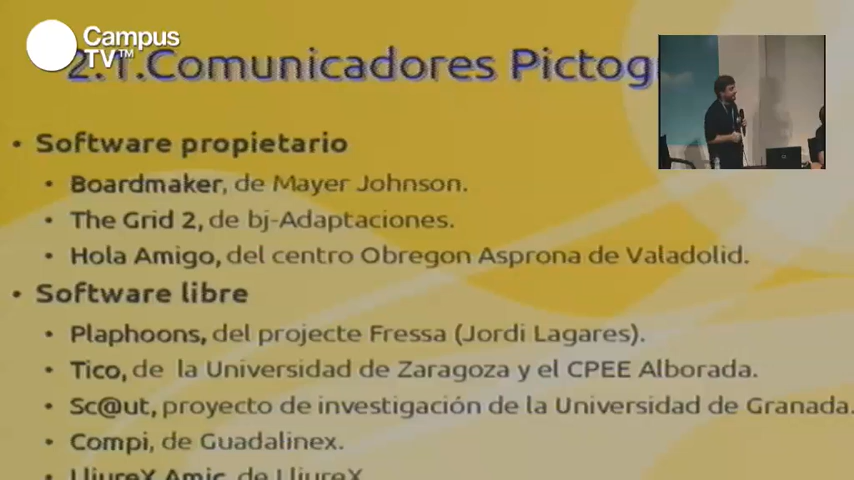 Campus
TV™
2.1.Comunicadores
• Software propietario
• Boardmaker, de Mayer Johnson.
• The Grid 2, de bj-Adaptaciones.
• Hola Amigo, del centro Obregon Asprona de Valadolid.
• Software libre
• Plaphoons, del projecte Fressa (Jordi Lagares).
• Tico, de la Universidad de Zaragoza y el CPEE Alborada.
• Sc@ut, proyecto de investigación de la Universidad de Granada.
• Compi, de Guadalinex.
• LliureX Amic, de LliureX